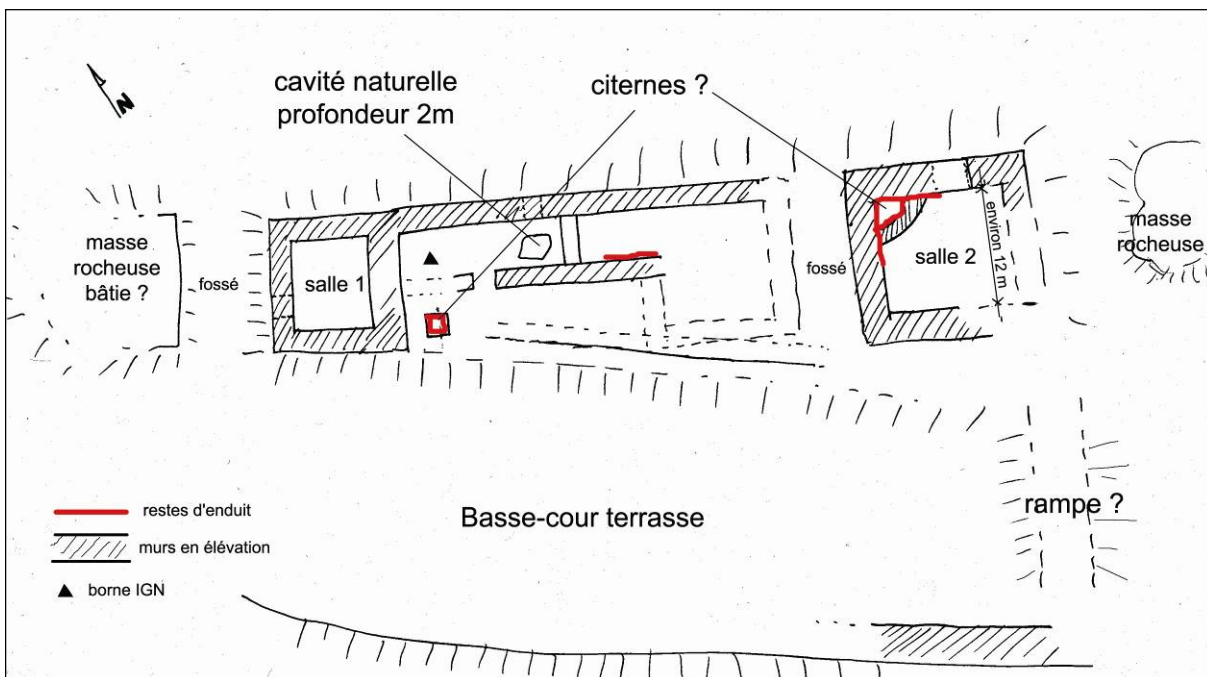 N
cavité naturelle
profondeur 2m
citernes ?
masse
rocheuse
bâtie ?
fossé
salle 1
fossé
salle 2
environ 12 m
masse
rocheuse
restes d'enduit
murs en élévation
borne IGN
Basse-cour terrasse
rampe ?